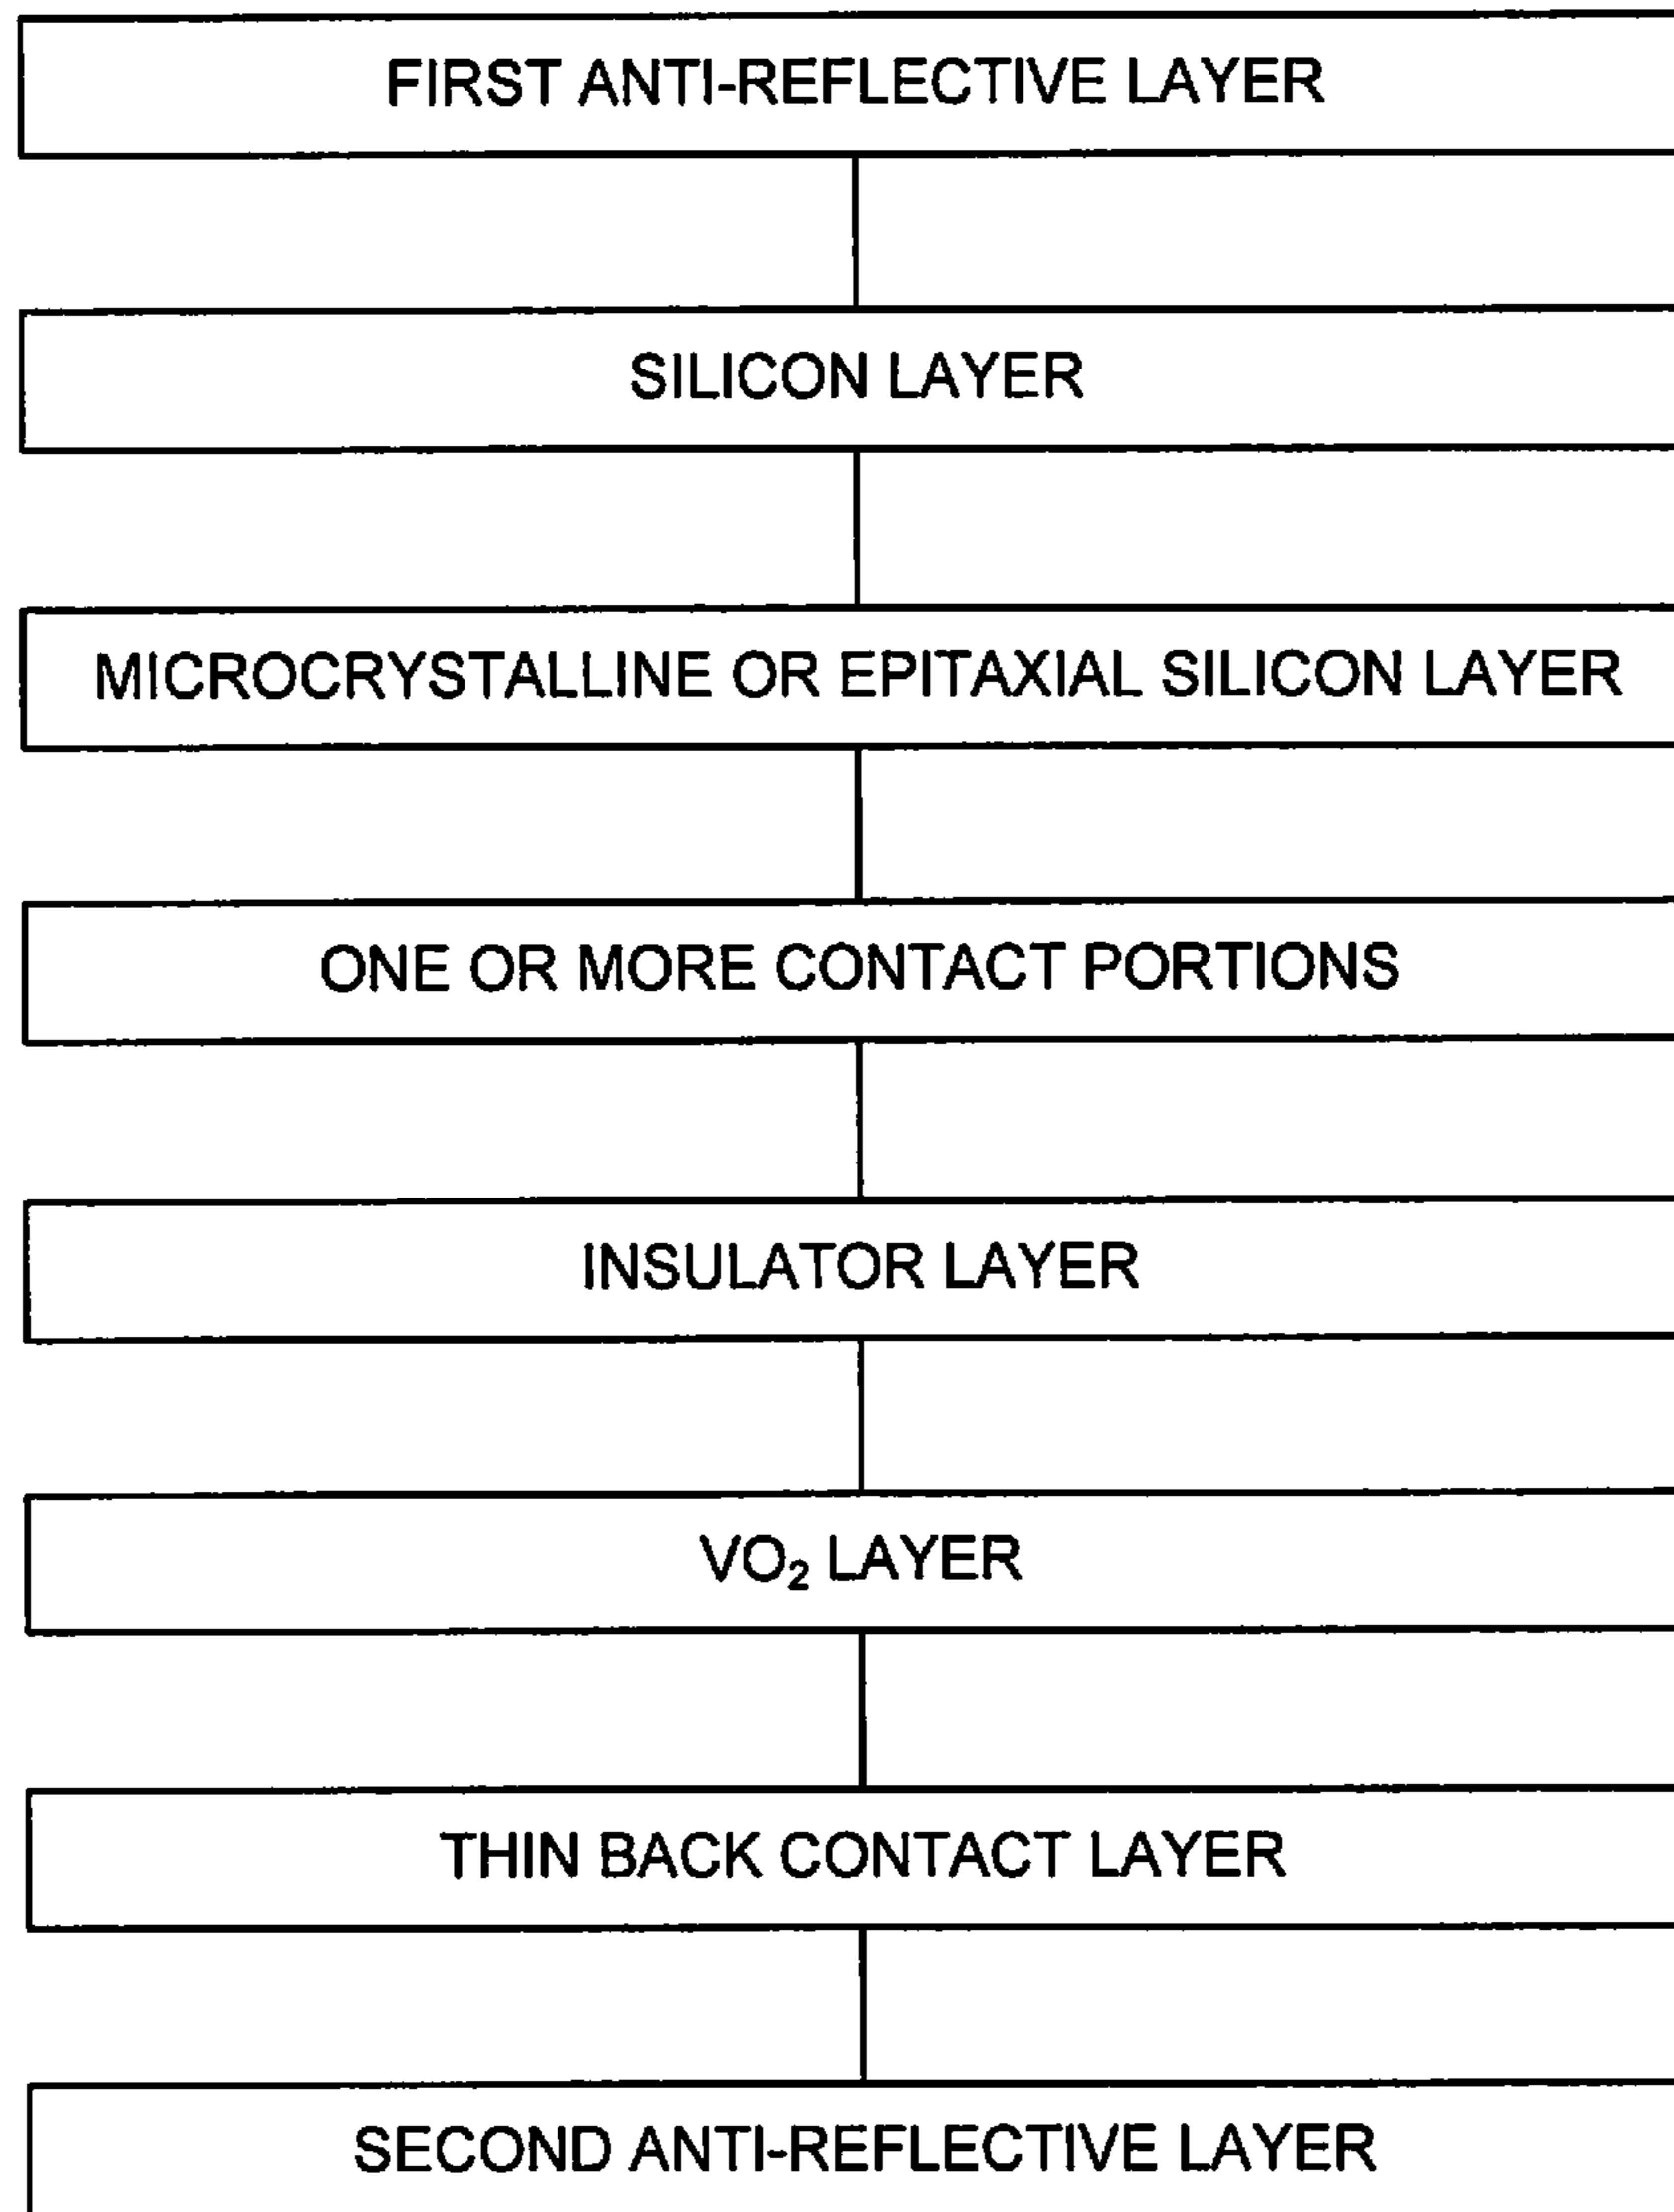 FIRST ANTI-REFLECTIVE LAYER
SILICON LAYER
MICROCRYSTALLINE OR EPITAXIAL SILICON LAYER
ONE OR MORE CONTACT PORTIONS
INSULATOR LAYER
VO₂ LAYER
THIN BACK CONTACT LAYER
SECOND ANTI-REFLECTIVE LAYER